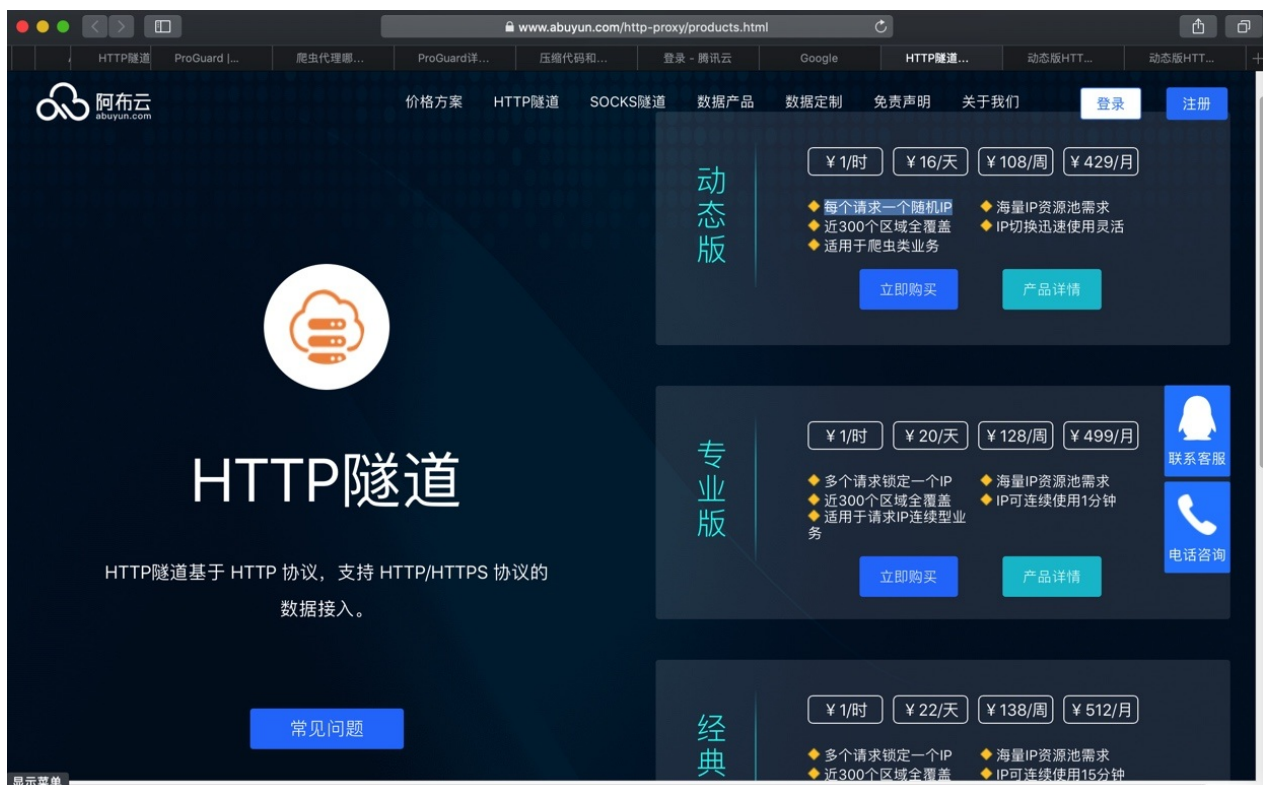 www.abuyun.com/http-proxy/products.html
HTTP隧道 ProGuard |... 爬虫代理哪... ProGuard详... 压缩代码和... 登录 - 腾讯云 Google HTTP隧道... 动态版HTT... 动态版HTT...
阿布云
abuyun.com
价格方案 HTTP隧道 SOCKS隧道 数据产品 数据定制 免责声明 关于我们 登录 注册
HTTP隧道
HTTP隧道基于 HTTP 协议，支持 HTTP/HTTPS 协议的
数据接入。
常见问题
动态版
¥ 1/时 ¥ 16/天 ¥ 108/周 ¥ 429/月
每个请求一个随机IP 海量IP资源池需求
近300个区域全覆盖 IP切换迅速使用灵活
适用于爬虫类业务
立即购买 产品详情
专业版
¥ 1/时 ¥ 20/天 ¥ 128/周 ¥ 499/月
多个请求锁定一个IP 海量IP资源池需求
近300个区域全覆盖 IP可连续使用1分钟
适用于请求IP连续型业
务
立即购买 产品详情
经典
¥ 1/时 ¥ 22/天 ¥ 138/周 ¥ 512/月
多个请求锁定一个IP 海量IP资源池需求
近300个区域全覆盖 IP可连续使用15分钟
联系客服
电话咨询
显示菜单